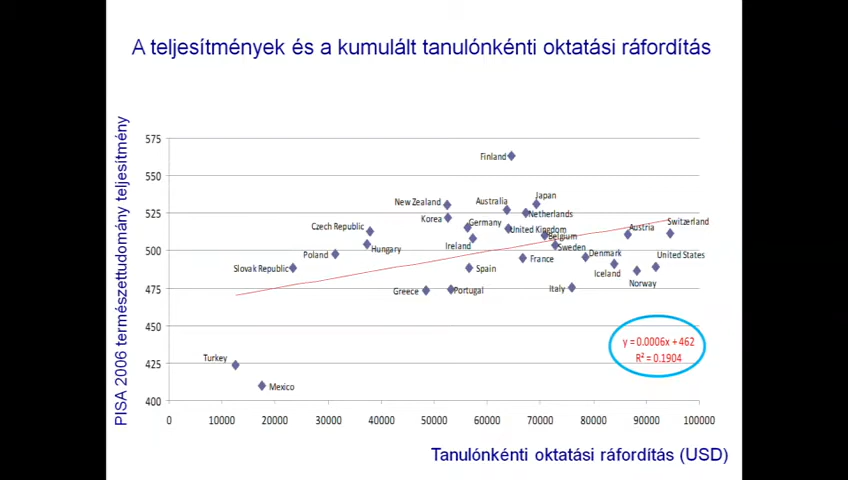 A teljesítmények és a kumulált tanulónkénti oktatási ráfordítás
PISA 2006 természettudomány teljesítmény
575
550
525
500
475
450
425
400
Finland
Japan
New Zealand
Australia
Netherlands
Korea
Germany
Switzerland
Czech Republic
United Kingdom
Austria
Belgium
Hungary
Ireland
Sweden
Poland
France
Denmark
United States
Slovak Republic
Spain
Iceland
Norway
Greece
Portugal
Italy
y = 0.0006x + 462
R² = 0.1904
Turkey
Mexico
0 10000 20000 30000 40000 50000 60000 70000 80000 90000 100000
Tanulónkénti oktatási ráfordítás (USD)